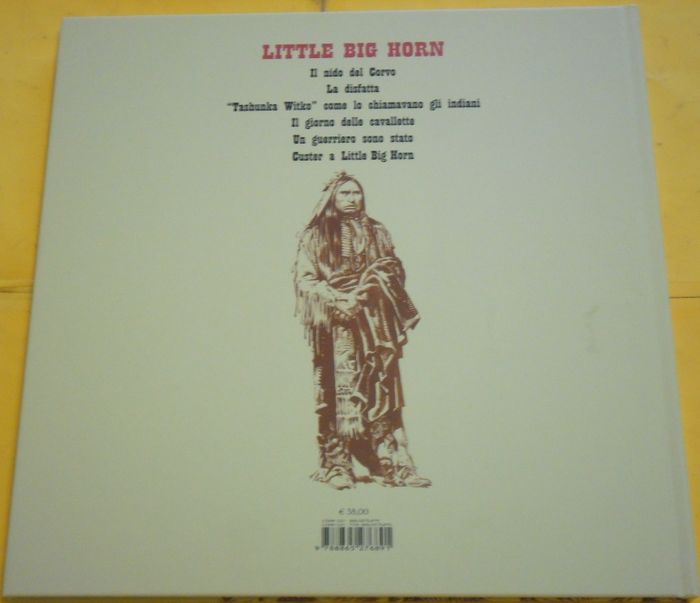 LITTLE BIG HORN
Il nido del Corvo
La disfatta
"Tashunka Witko" come lo chiamavano gli indiani
Il giorno delle cavallette
Un guerriero sono stato
Custer a Little Big Horn
€ 38,00